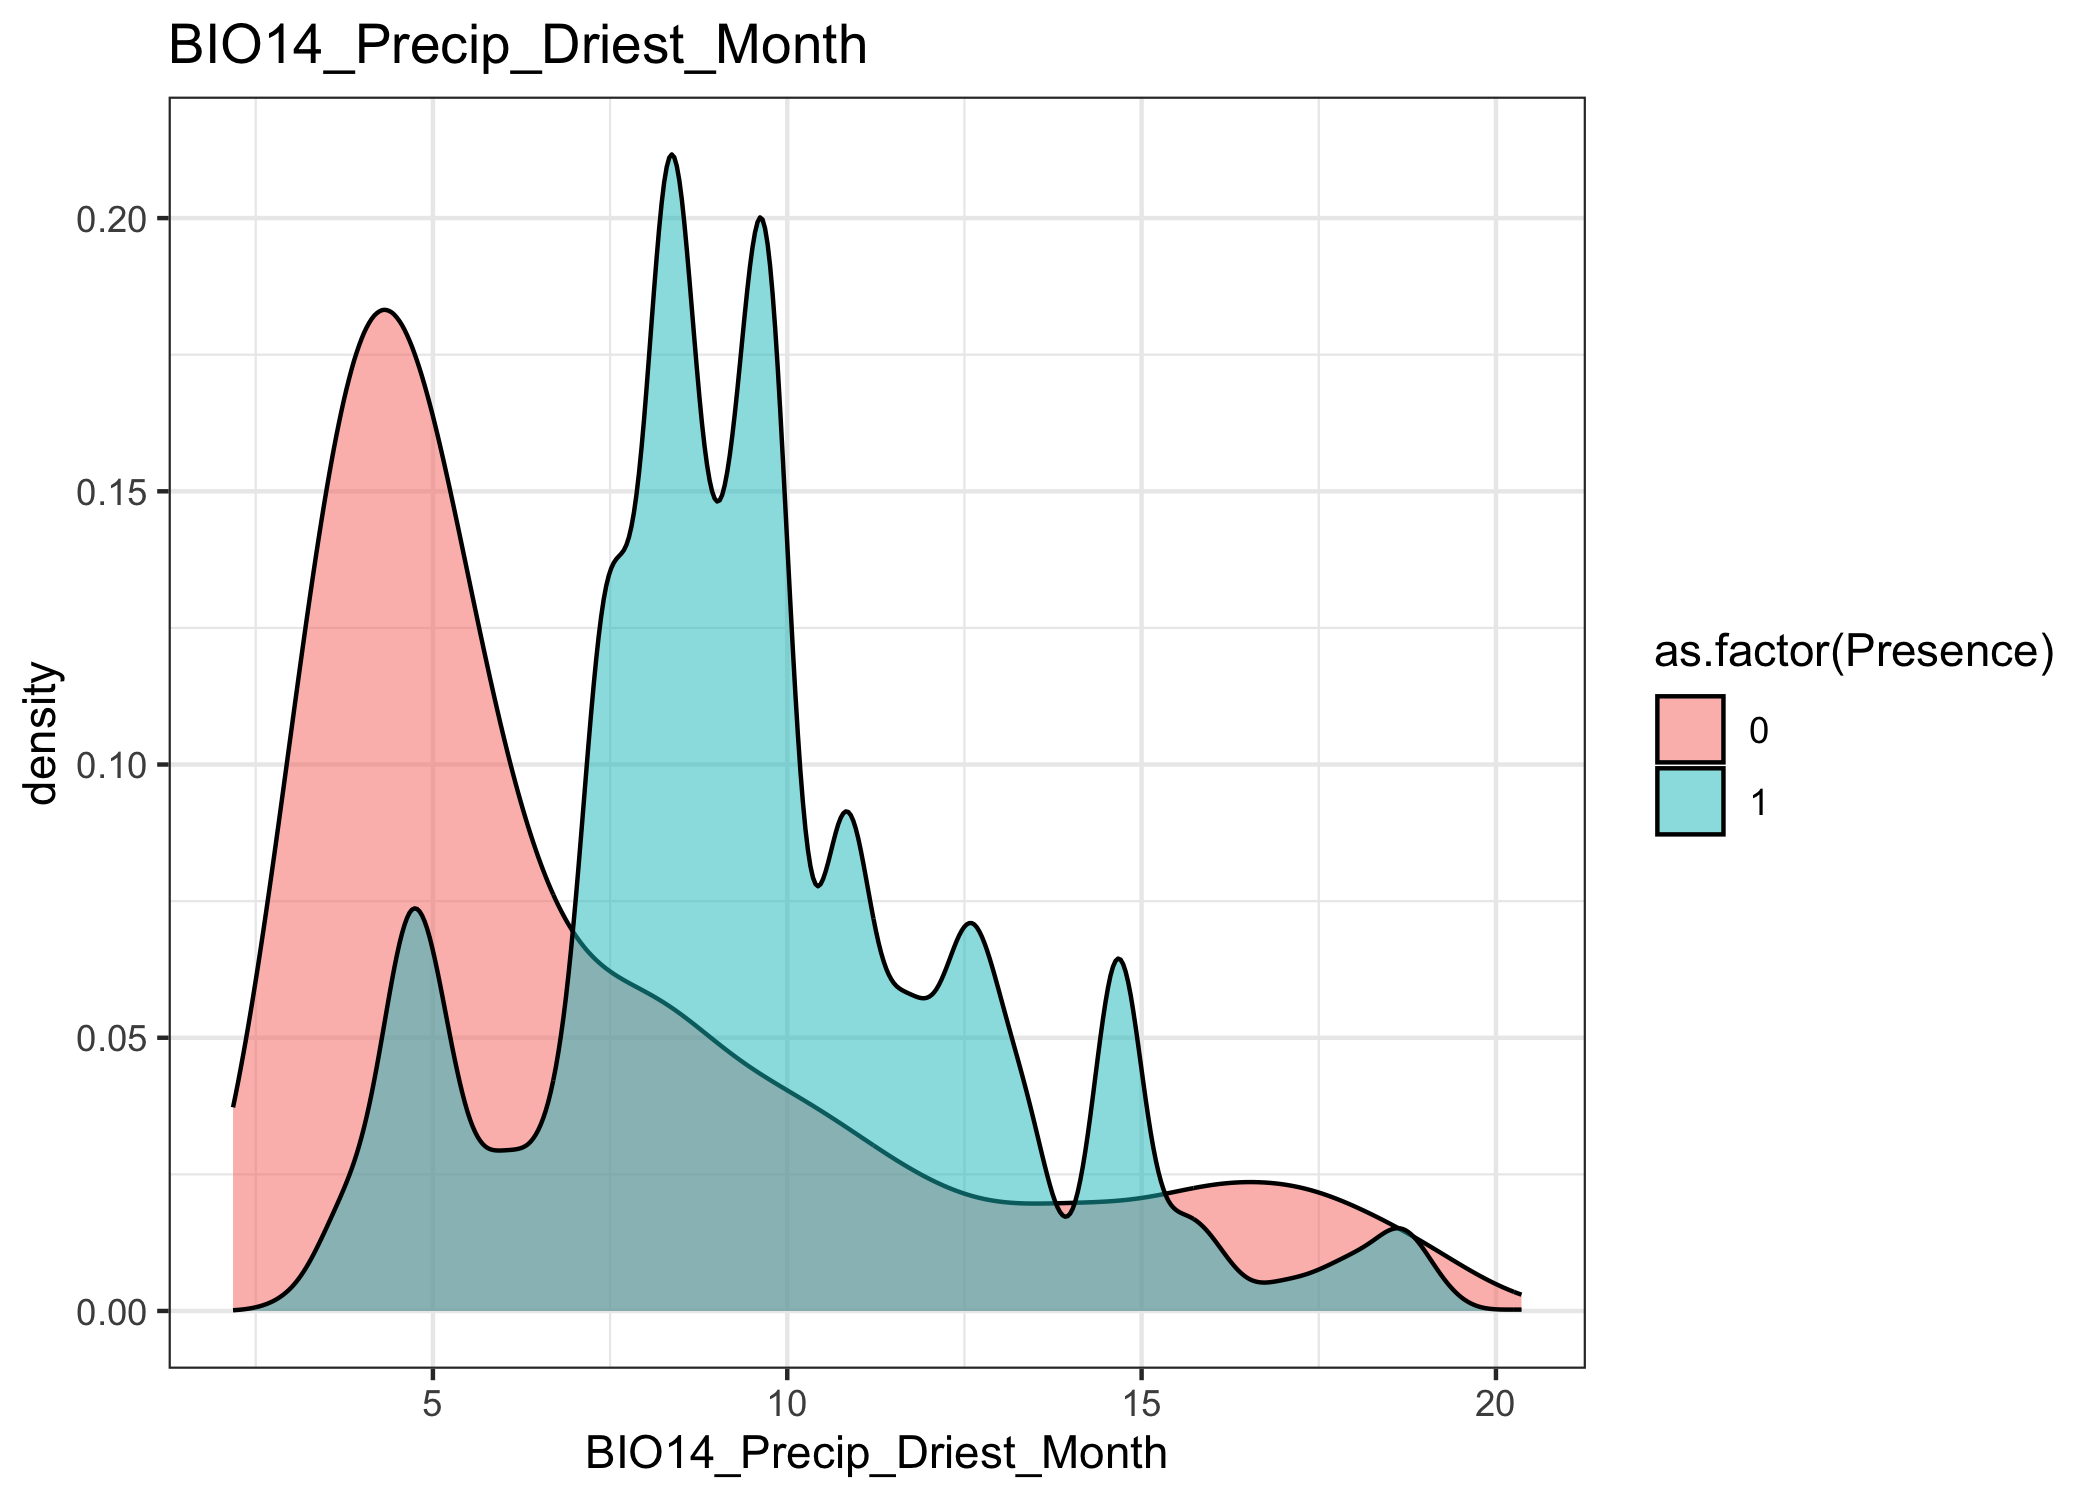 BIO14_Precip_Driest_Month
0.20
0.15
0.10
0.05
0.00
density
5 10 15 20
BIO14_Precip_Driest_Month
as.factor(Presence)
0
1